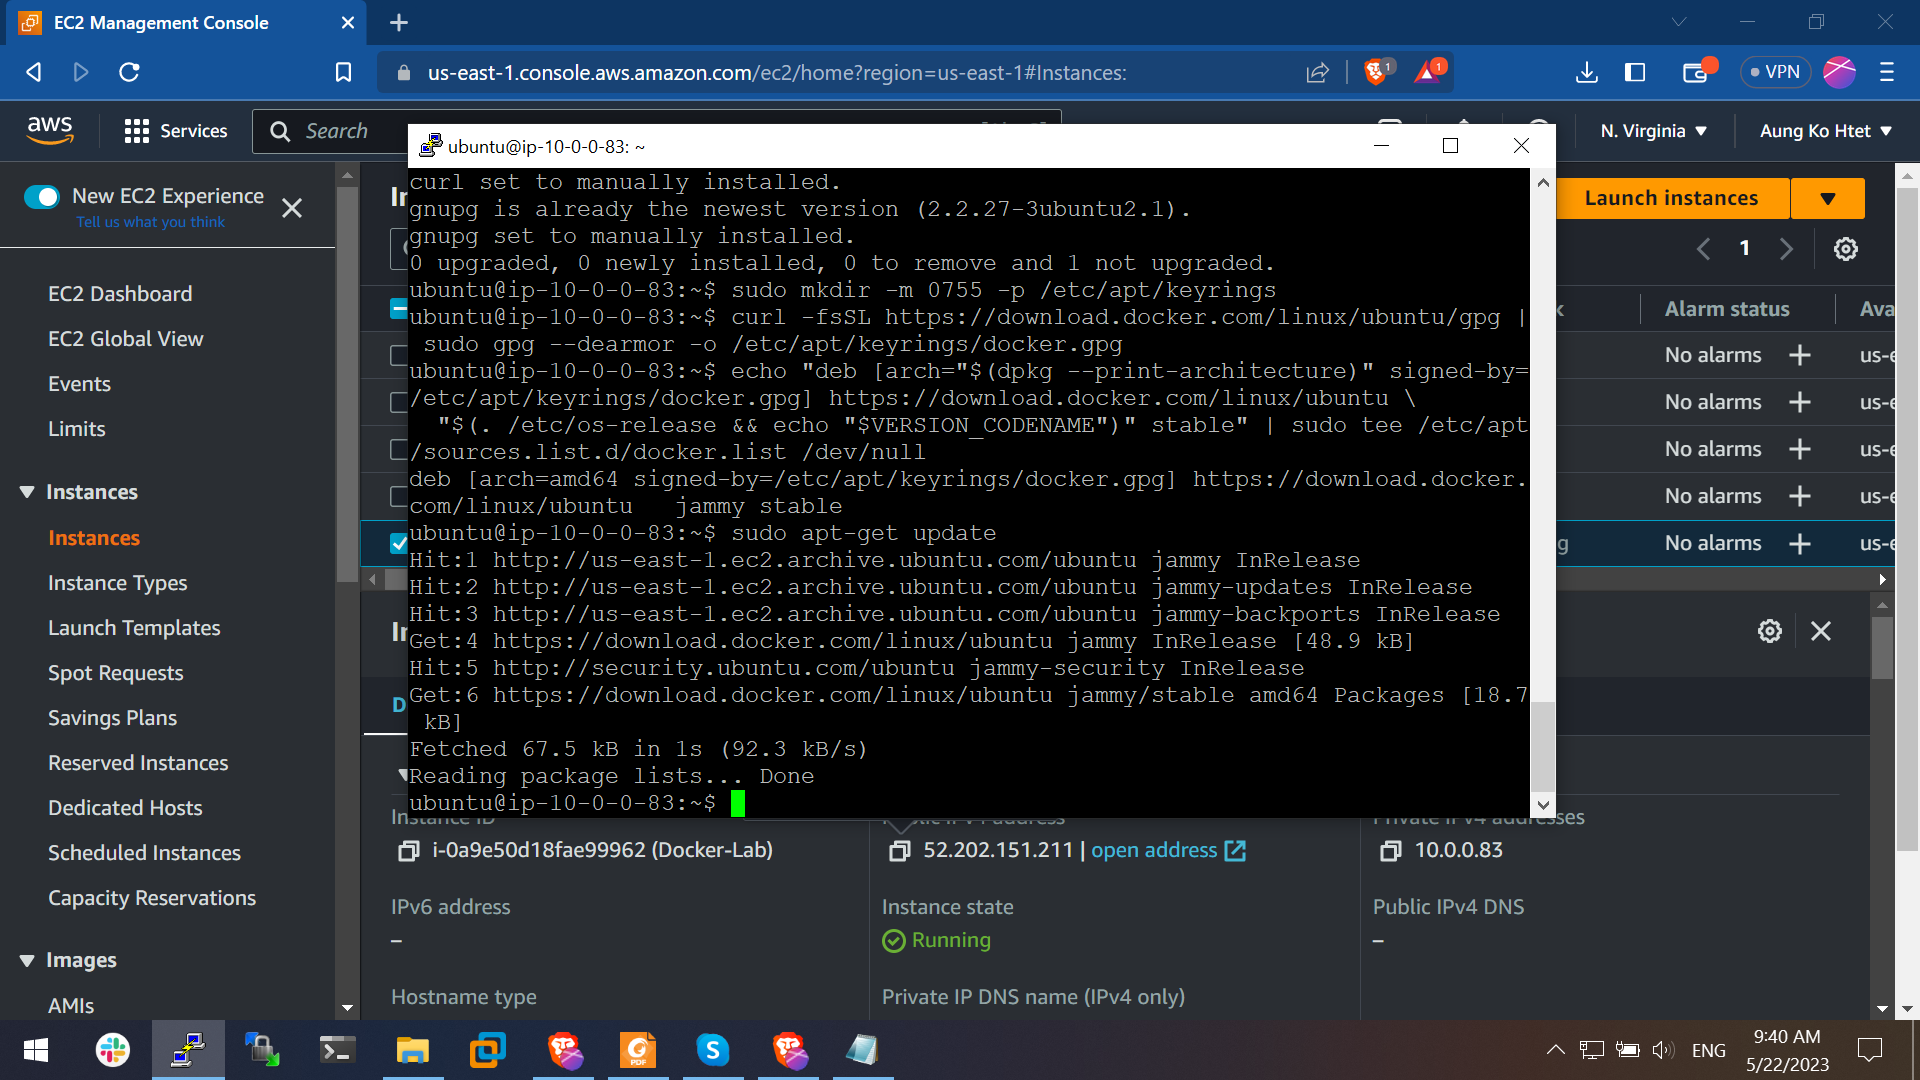 EC2 Management Console
us-east-1.console.aws.amazon.com/ec2/home?region=us-east-1#Instances:
1
1
VPN
aws
Services
Search
N. Virginia
Aung Ko Htet
New EC2 Experience
Tell us what you think
EC2 Dashboard
EC2 Global View
Events
Limits
Instances
Instances
Instance Types
Launch Templates
Spot Requests
Savings Plans
Reserved Instances
Dedicated Hosts
Scheduled Instances
Capacity Reservations
Images
AMIs
ubuntu@ip-10-0-0-83: ~
curl set to manually installed.
gnupg is already the newest version (2.2.27-3ubuntu2.1).
gnupg set to manually installed.
0 upgraded, 0 newly installed, 0 to remove and 1 not upgraded.
ubuntu@ip-10-0-0-83:~$ sudo mkdir -m 0755 -p /etc/apt/keyrings
ubuntu@ip-10-0-0-83:~$ curl -fsSL https://download.docker.com/linux/ubuntu/gpg |
sudo gpg --dearmor -o /etc/apt/keyrings/docker.gpg
ubuntu@ip-10-0-0-83:~$ echo "deb [arch="$(dpkg --print-architecture)" signed-by=
/etc/apt/keyrings/docker.gpg] https://download.docker.com/linux/ubuntu \
"$(. /etc/os-release && echo "$VERSION_CODENAME")" stable" | sudo tee /etc/apt
/sources.list.d/docker.list /dev/null
deb [arch=amd64 signed-by=/etc/apt/keyrings/docker.gpg] https://download.docker.
com/linux/ubuntu   jammy stable
ubuntu@ip-10-0-0-83:~$ sudo apt-get update
Hit:1 http://us-east-1.ec2.archive.ubuntu.com/ubuntu jammy InRelease
Hit:2 http://us-east-1.ec2.archive.ubuntu.com/ubuntu jammy-updates InRelease
Hit:3 http://us-east-1.ec2.archive.ubuntu.com/ubuntu jammy-backports InRelease
Get:4 https://download.docker.com/linux/ubuntu jammy InRelease [48.9 kB]
Hit:5 http://security.ubuntu.com/ubuntu jammy-security InRelease
Get:6 https://download.docker.com/linux/ubuntu jammy/stable amd64 Packages [18.7
kB]
Fetched 67.5 kB in 1s (92.3 kB/s)
Reading package lists... Done
ubuntu@ip-10-0-0-83:~$
Launch instances
1
Alarm status
No alarms +
No alarms +
No alarms +
No alarms +
No alarms +
Instance ID
i-0a9e50d18fae99962 (Docker-Lab)
IPv6 address
–
Hostname type
52.202.151.211 | open address
Instance state
Running
Private IP DNS name (IPv4 only)
Private IPv4 addresses
10.0.0.83
Public IPv4 DNS
–
PDF
ENG
9:40 AM
5/22/2023